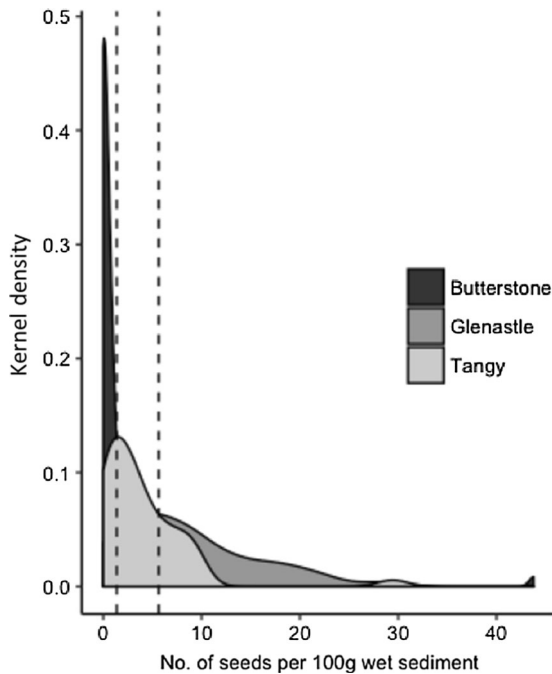 0.5
0.4
0.3
0.2
0.1
0.0
Kernel density
Butterstone
Glenastle
Tangy
0 10 20 30 40
No. of seeds per 100g wet sediment